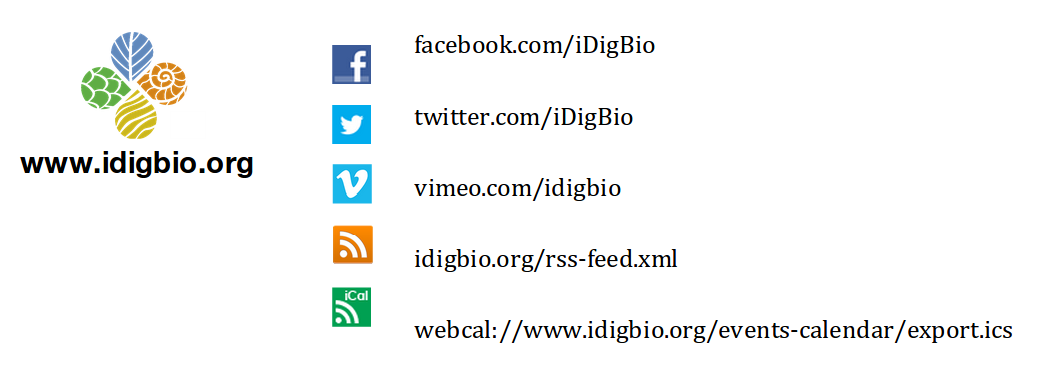 www.idigbio.org
facebook.com/iDigBio
twitter.com/iDigBio
vimeo.com/idigbio
idigbio.org/rss-feed.xml
iCal
webcal://www.idigbio.org/events-calendar/export.ics